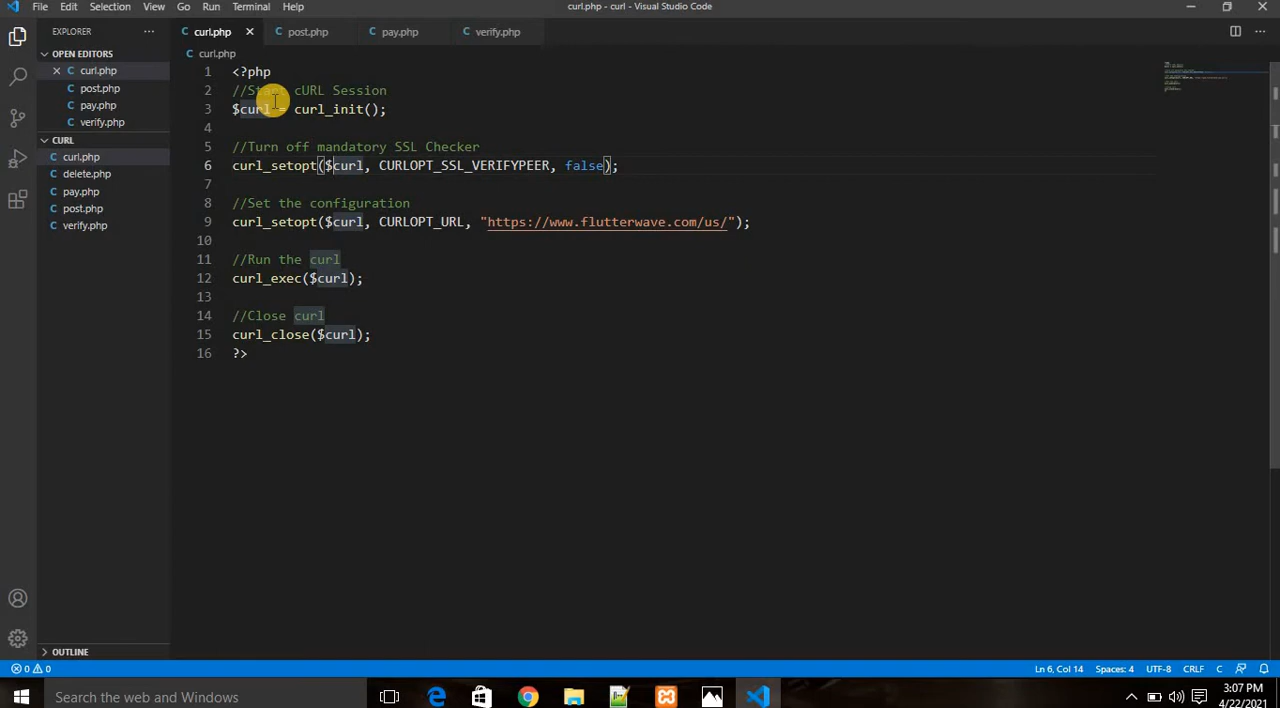 File Edit Selection View Go Run Terminal Help
curl.php - curl - Visual Studio Code
EXPLORER
OPEN EDITORS
curl.php
post.php
pay.php
verify.php
CURL
curl.php
delete.php
pay.php
post.php
verify.php
OUTLINE
curl.php post.php pay.php verify.php
curl.php
1 <?php
2 //Start cURL Session
3 $curl = curl_init();
4
5 //Turn off mandatory SSL Checker
6 curl_setopt($curl, CURLOPT_SSL_VERIFYPEER, false);
7
8 //Set the configuration
9 curl_setopt($curl, CURLOPT_URL, "https://www.flutterwave.com/us/");
10
11 //Run the curl
12 curl_exec($curl);
13
14 //Close curl
15 curl_close($curl);
16 ?>
0 0 Ln 6, Col 14 Spaces: 4 UTF-8 CRLF C
Search the web and Windows
3:07 PM
4/22/2021